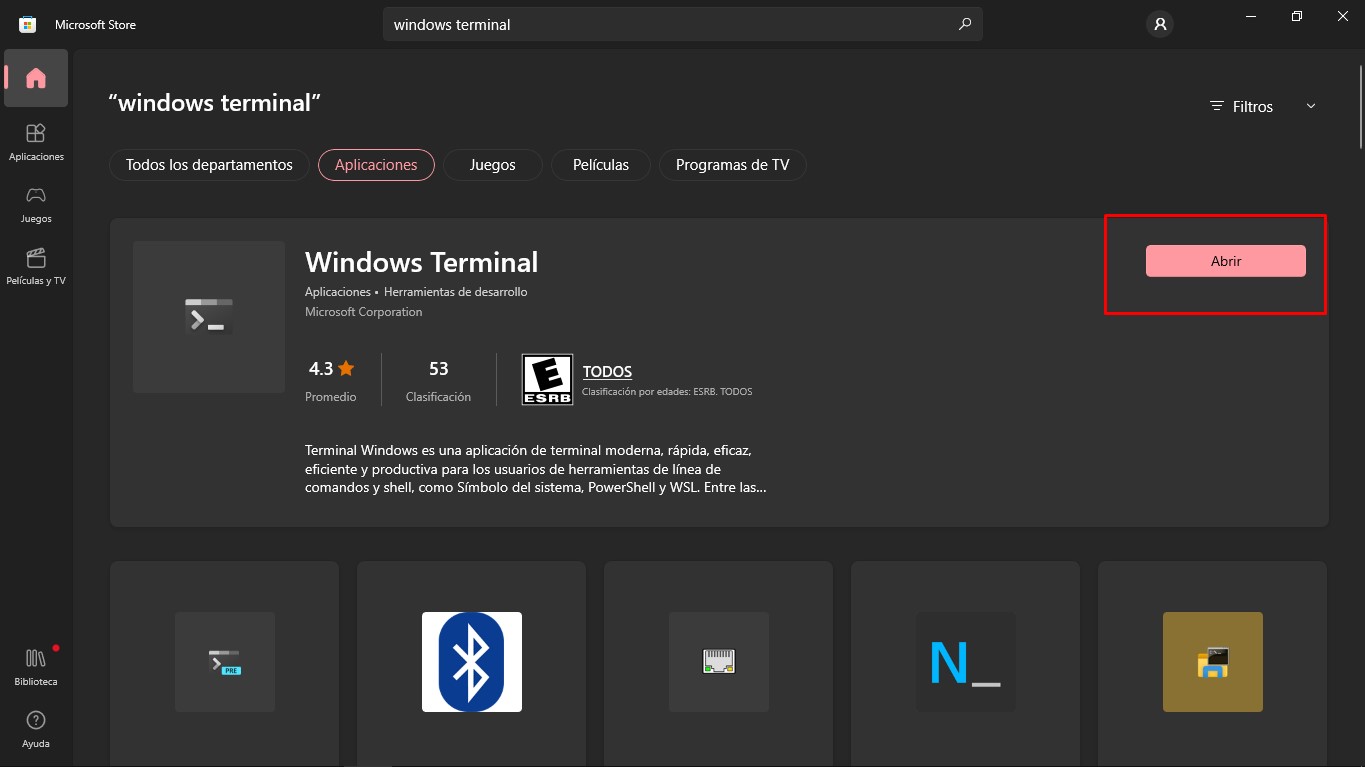 Microsoft Store
windows terminal
“windows terminal”
Filtros
Todos los departamentos
Aplicaciones
Juegos
Películas
Programas de TV
Aplicaciones
Juegos
Películas y TV
Biblioteca
Ayuda
Windows Terminal
Aplicaciones • Herramientas de desarrollo
Microsoft Corporation
Abrir
4.3
Promedio
53
Clasificación
E
ESRB
TODOS
Clasificación por edades: ESRB. TODOS
Terminal Windows es una aplicación de terminal moderna, rápida, eficaz,
eficiente y productiva para los usuarios de herramientas de línea de
comandos y shell, como Símbolo del sistema, PowerShell y WSL. Entre las...
PRE
N_